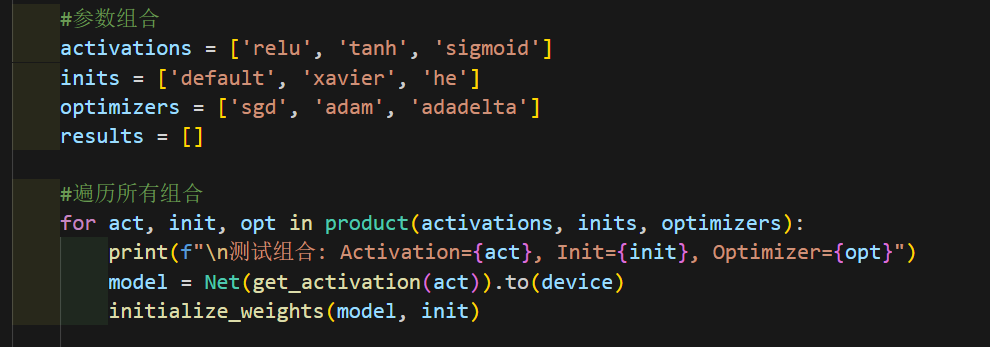 #参数组合
activations = ['relu', 'tanh', 'sigmoid']
inits = ['default', 'xavier', 'he']
optimizers = ['sgd', 'adam', 'adadelta']
results = []
#遍历所有组合
for act, init, opt in product(activations, inits, optimizers):
print(f"\n测试组合: Activation={act}, Init={init}, Optimizer={opt}")
model = Net(get_activation(act)).to(device)
initialize_weights(model, init)